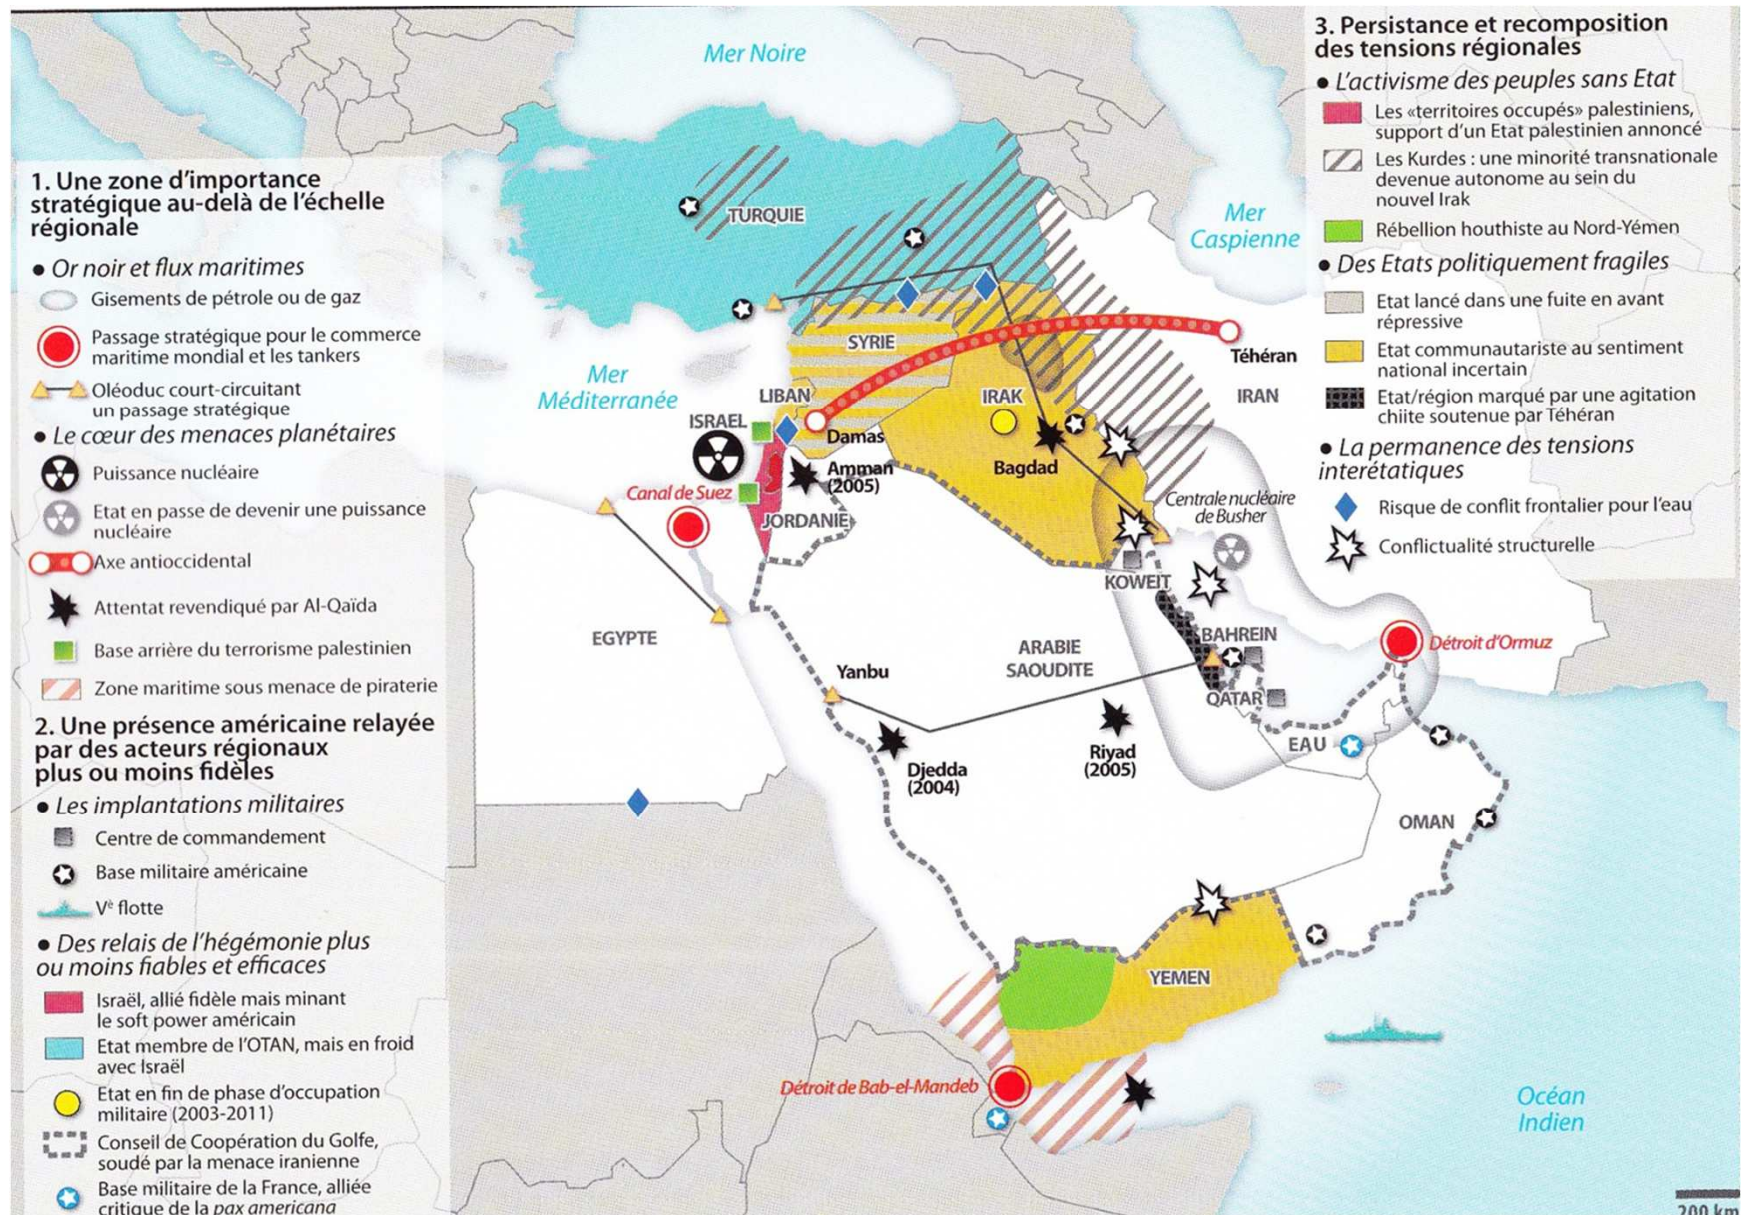 1. Une zone d'importance
stratégique au-delà de l'échelle
régionale
● Or noir et flux maritimes
Gisements de pétrole ou de gaz
Passage stratégique pour le commerce
maritime mondial et les tankers
Oléoduc court-circuitant
un passage stratégique
● Le cœur des menaces planétaires
Puissance nucléaire
Etat en passe de devenir une puissance
nucléaire
Axe antioccidental
Attentat revendiqué par Al-Qaïda
Base arrière du terrorisme palestinien
Zone maritime sous menace de piraterie
2. Une présence américaine relayée
par des acteurs régionaux
plus ou moins fidèles
● Les implantations militaires
Centre de commandement
Base militaire américaine
Vè flotte
● Des relais de l'hégémonie plus
ou moins fiables et efficaces
Israël, allié fidèle mais minant
le soft power américain
Etat membre de l'OTAN, mais en froid
avec Israël
Etat en fin de phase d'occupation
militaire (2003-2011)
Conseil de Coopération du Golfe,
soudé par la menace iranienne
Base militaire de la France, alliée
critique de la pax americana
Mer Noire
TURQUIE
Mer
Caspienne
SYRIE
Téhéran
Mer
Méditerranée
LIBAN
IRAK
IRAN
ISRAEL
Damas
Bagdad
Amman
(2005)
Canal de Suez
JORDANIE
Centrale nucléaire
de Busher
KOWEIT
EGYPTE
ARABIE
SAOUDITE
BAHREIN
Détroit d'Ormuz
Yanbu
QATAR
EAU
Djedda
(2004)
Riyad
(2005)
OMAN
YEMEN
Détroit de Bab-el-Mandeb
Océan
Indien
3. Persistance et recomposition
des tensions régionales
● L'activisme des peuples sans Etat
Les «territoires occupés» palestiniens,
support d'un Etat palestinien annoncé
Les Kurdes : une minorité transnationale
devenue autonome au sein du
nouvel Irak
Rébellion houthiste au Nord-Yémen
● Des Etats politiquement fragiles
Etat lancé dans une fuite en avant
répressive
Etat communautariste au sentiment
national incertain
Etat/région marqué par une agitation
chiite soutenue par Téhéran
● La permanence des tensions
interétatiques
Risque de conflit frontalier pour l'eau
Conflictualité structurelle
200 km